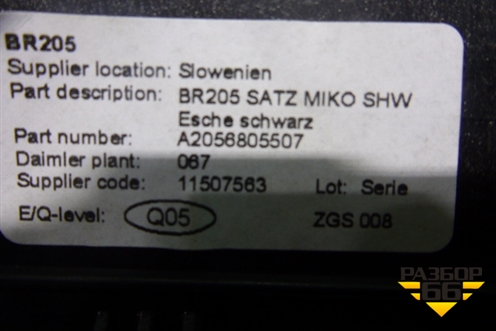 BR205
Supplier location: Slowenien
Part description: BR205 SATZ MIKO SHW
Esche schwarz
Part number: A2056805507
Daimler plant: 067
Supplier code: 11507563 Lot: Serie
E/Q-level: Q05 ZGS 008
РАЗБОР
66